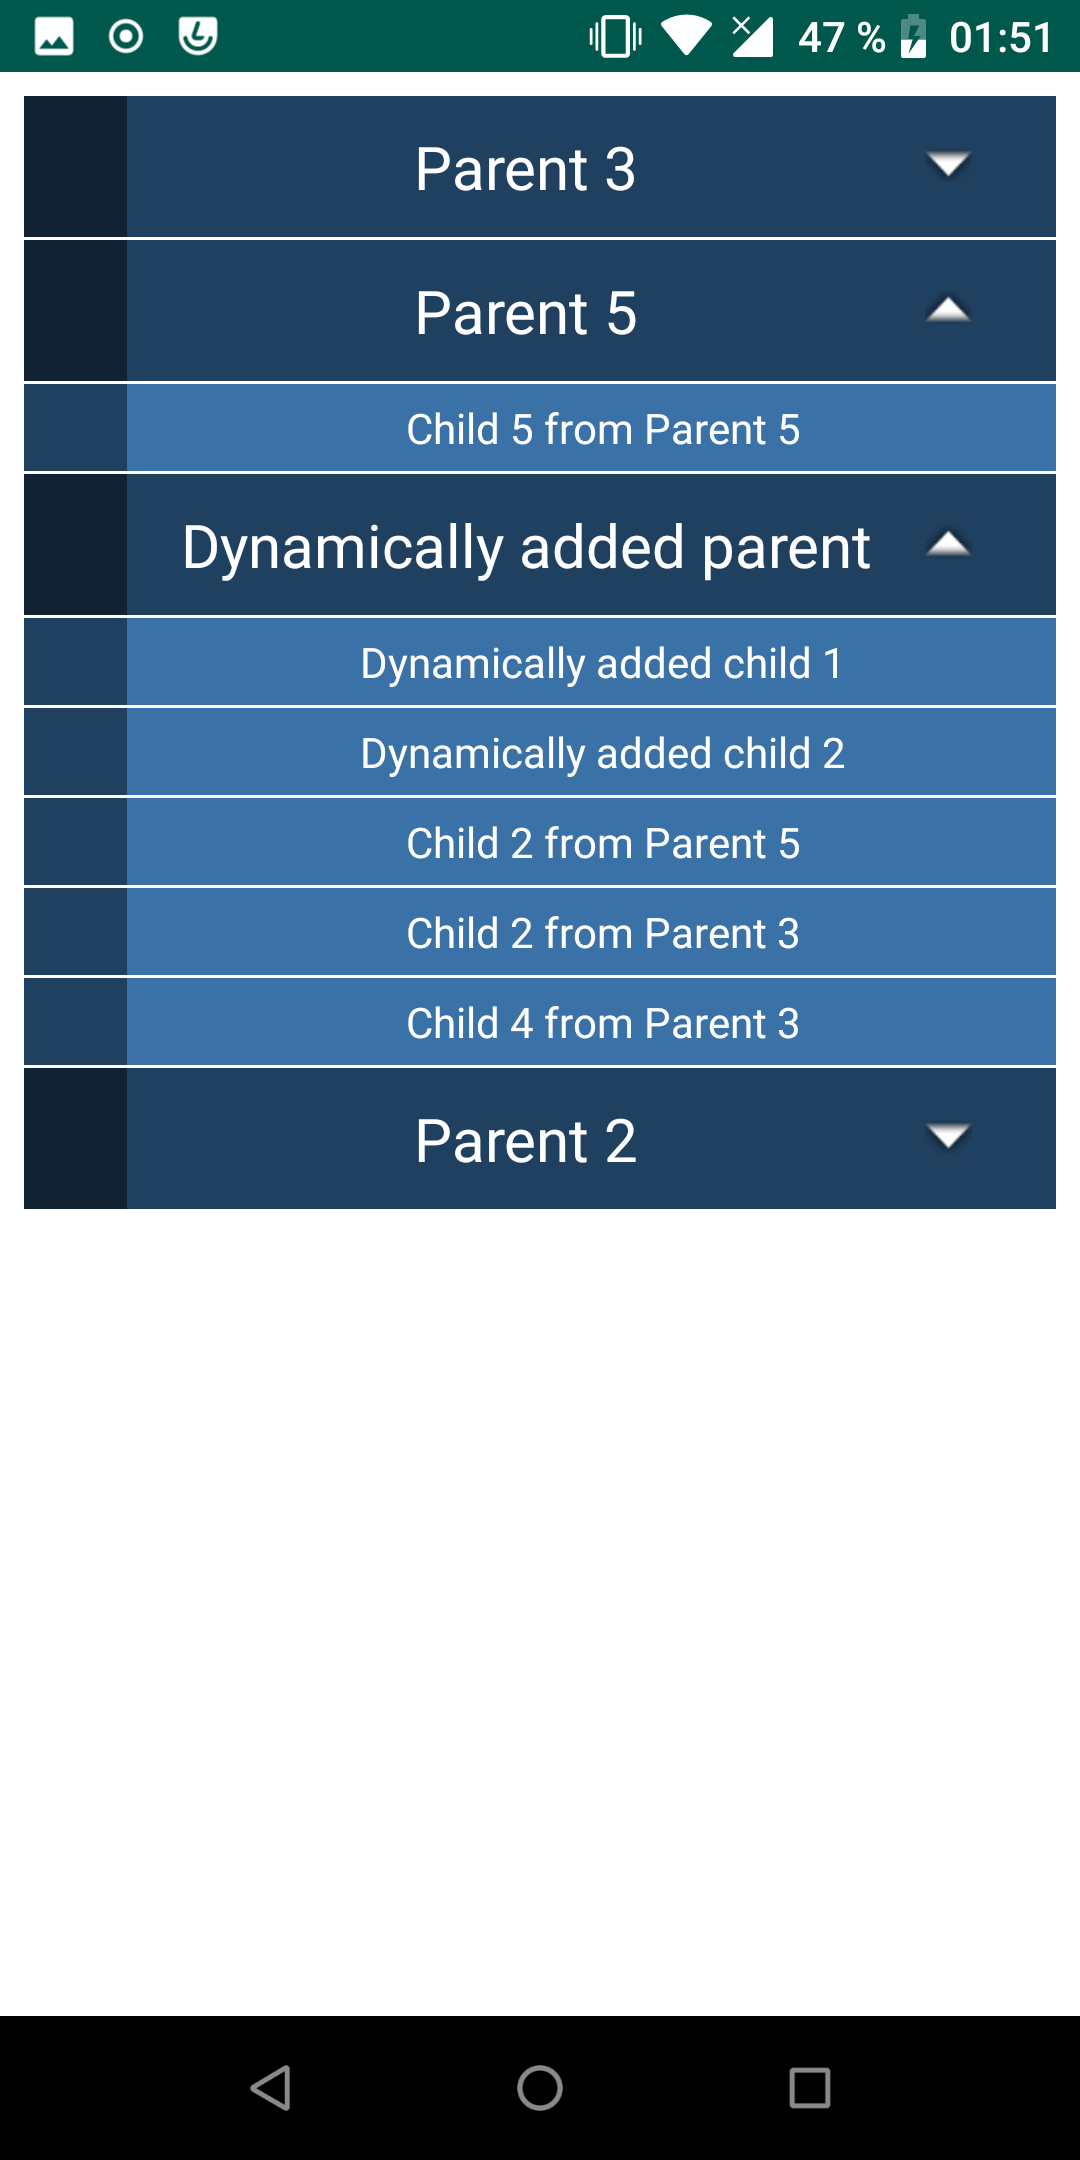 47 % 01:51
Parent 3
Parent 5
Child 5 from Parent 5
Dynamically added parent
Dynamically added child 1
Dynamically added child 2
Child 2 from Parent 5
Child 2 from Parent 3
Child 4 from Parent 3
Parent 2